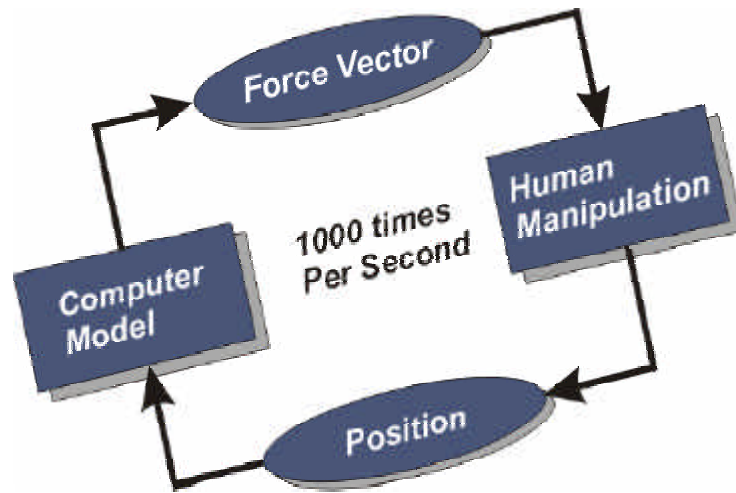 Force Vector
Human
Manipulation
1000 times
Per Second
Computer
Model
Position